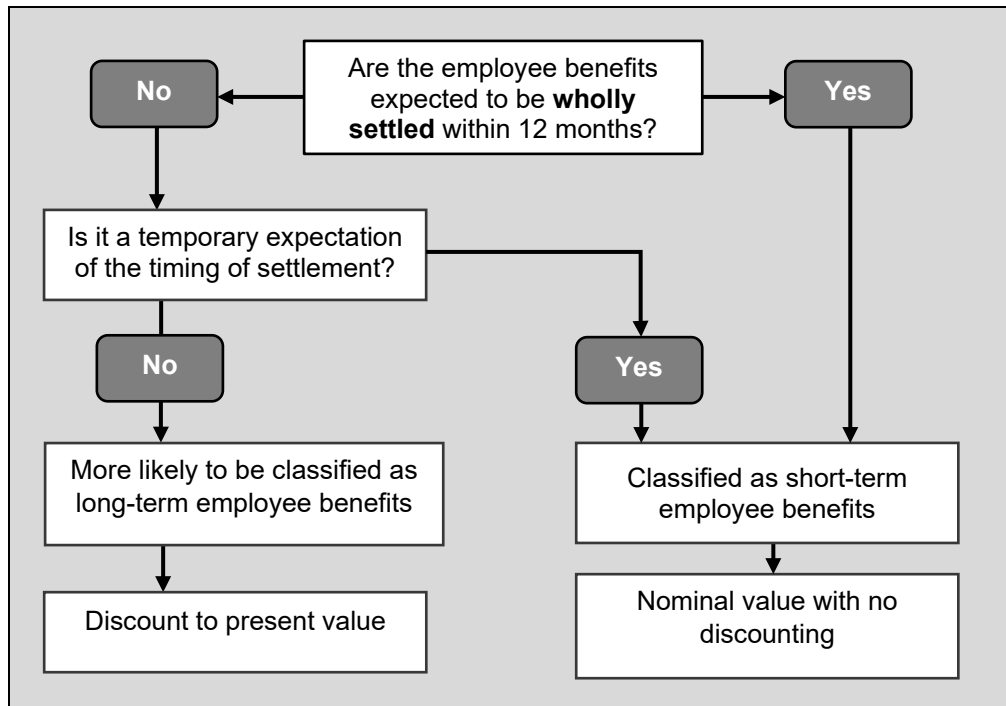 Are the employee benefits
expected to be wholly
settled within 12 months?
No
Yes
Is it a temporary expectation
of the timing of settlement?
No
Yes
More likely to be classified as
long-term employee benefits
Classified as short-term
employee benefits
Discount to present value
Nominal value with no
discounting